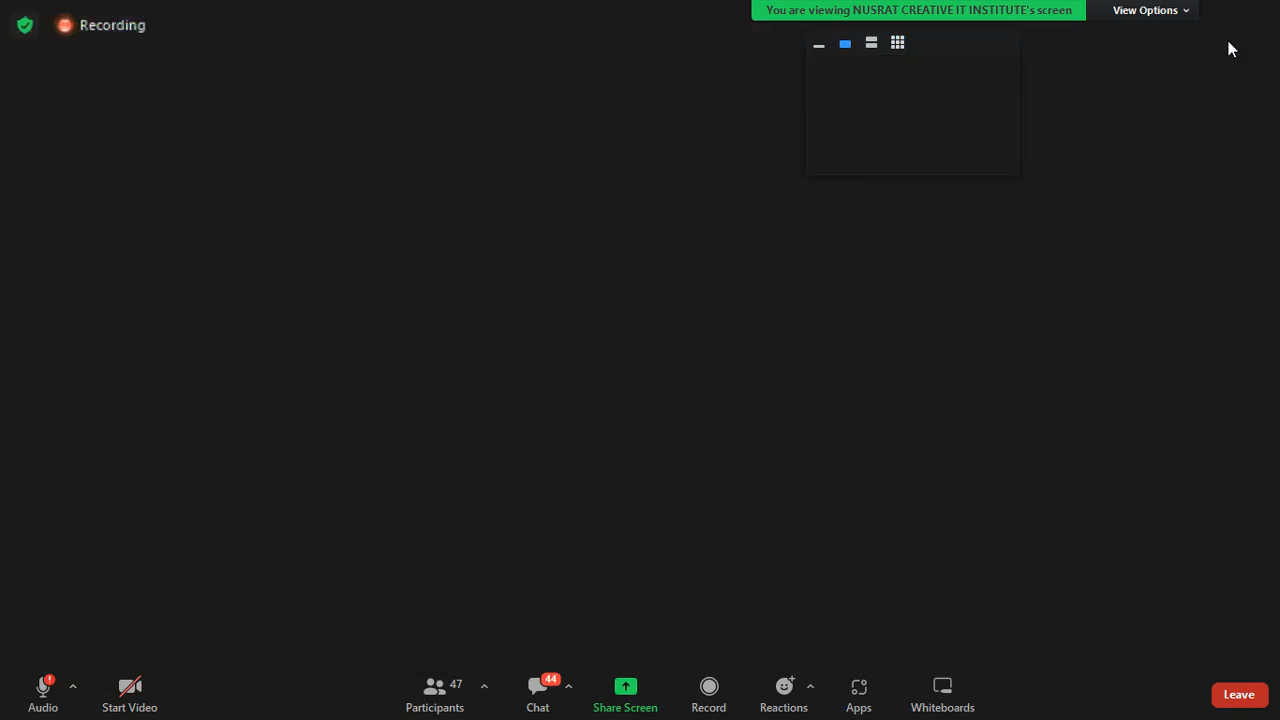 You are viewing NUSRAT CREATIVE IT INSTITUTE's screen
View Options
Recording
47
44
Audio
Start Video
Participants
Chat
Share Screen
Record
Reactions
Apps
Whiteboards
Leave